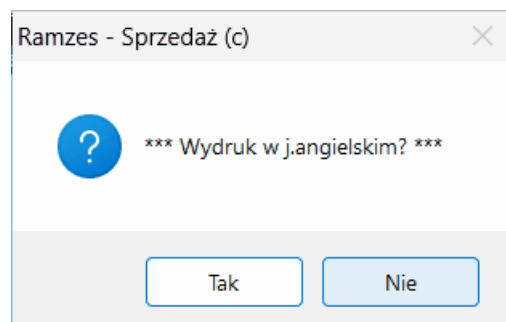 Ramzes - Sprzedaż (c)
?
*** Wydruk w j.angielskim? ***
Tak
Nie